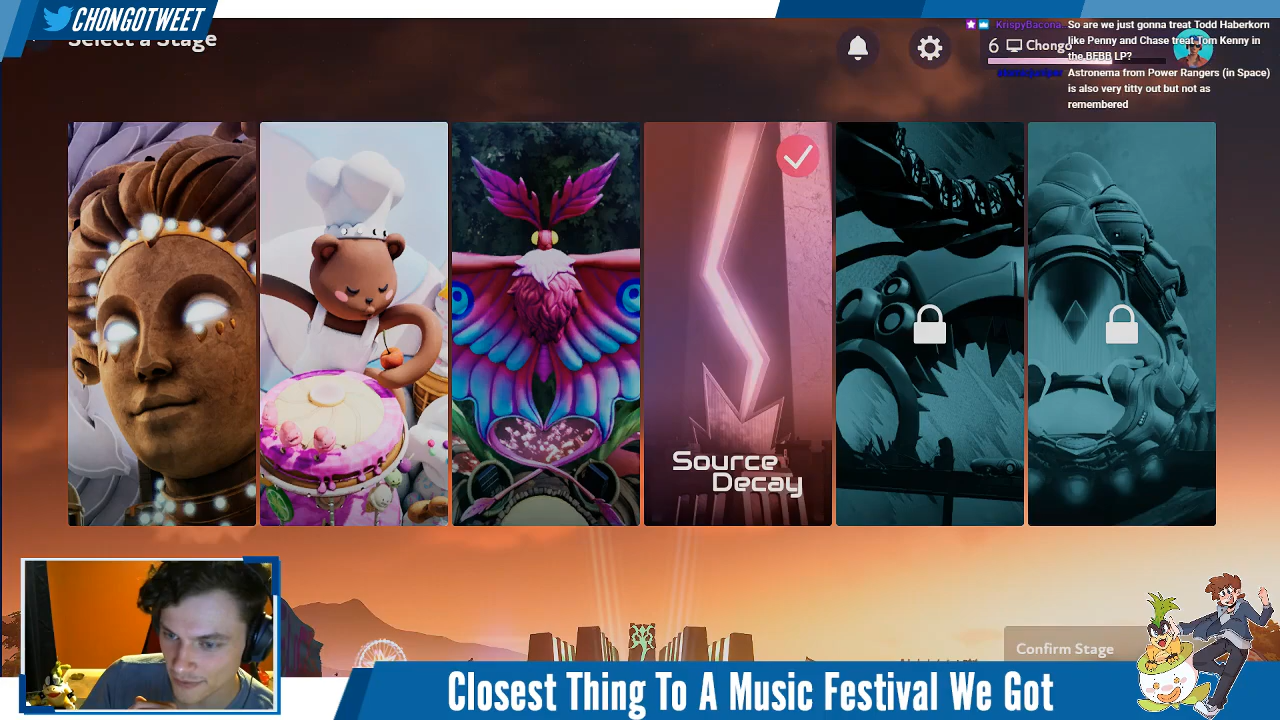 CHONGOTWEET
Select a Stage
6 Chongo
KrispyBacona
So are we just gonna treat Todd Haberkorn
like Penny and Chase treat Tom Kenny in
the BFBB LP?
Astronema from Power Rangers (in Space)
is also very titty out but not as
remembered
Source
Decay
Confirm Stage
Closest Thing To A Music Festival We Got